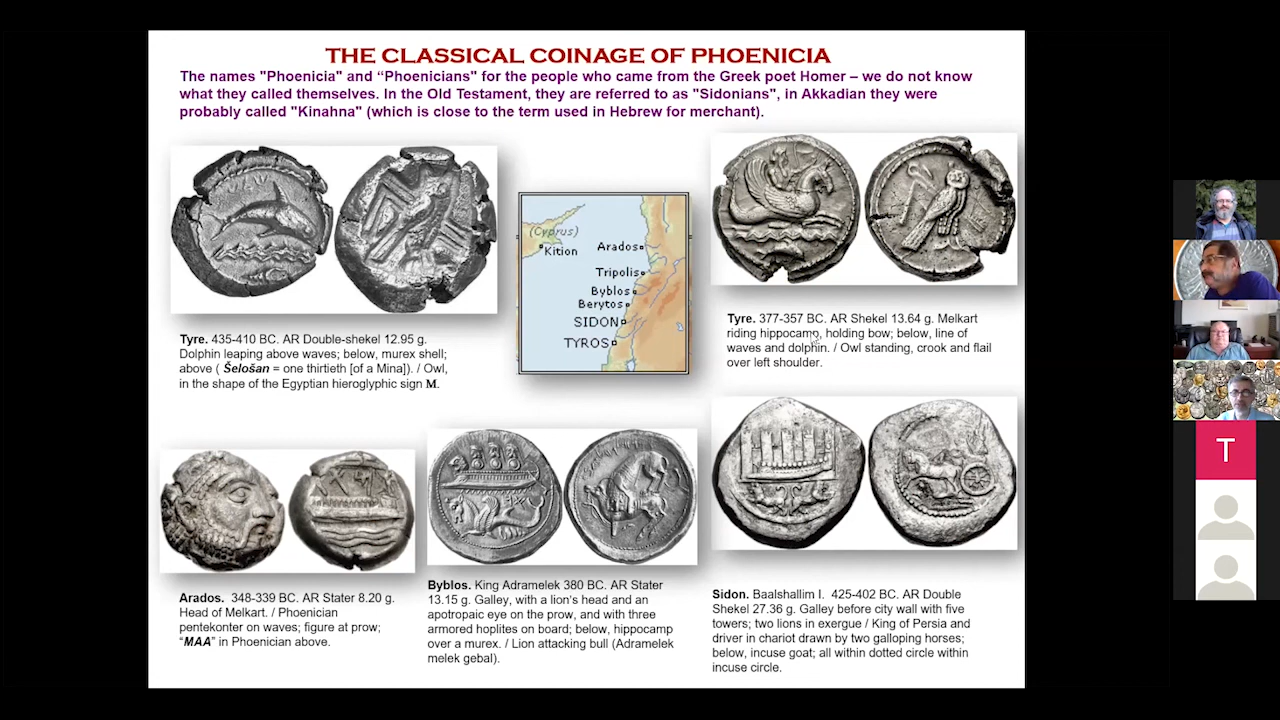 THE CLASSICAL COINAGE OF PHOENICIA
The names "Phoenicia" and “Phoenicians" for the people who came from the Greek poet Homer – we do not know
what they called themselves. In the Old Testament, they are referred to as "Sidonians", in Akkadian they were
probably called "Kinahna" (which is close to the term used in Hebrew for merchant).
(Cyprus)
Kition
Arados
Tripolis
Byblos
Berytos
SIDON
TYROS
Tyre. 435-410 BC. AR Double-shekel 12.95 g.
Dolphin leaping above waves; below, murex shell;
above ( Šelošan = one thirtieth [of a Mina]). / Owl,
in the shape of the Egyptian hieroglyphic sign M.
Tyre. 377-357 BC. AR Shekel 13.64 g. Melkart
riding hippocamp, holding bow; below, line of
waves and dolphin. / Owl standing, crook and flail
over left shoulder.
Arados. 348-339 BC. AR Stater 8.20 g.
Head of Melkart. / Phoenician
pentekonter on waves; figure at prow;
“MAA” in Phoenician above.
Byblos. King Adramelek 380 BC. AR Stater
13.15 g. Galley, with a lion's head and an
apotropaic eye on the prow, and with three
armored hoplites on board; below, hippocamp
over a murex. / Lion attacking bull (Adramelek
melek gebal).
Sidon. Baalshallim I. 425-402 BC. AR Double
Shekel 27.36 g. Galley before city wall with five
towers; two lions in exergue / King of Persia and
driver in chariot drawn by two galloping horses;
below, incuse goat; all within dotted circle within
incuse circle.
T